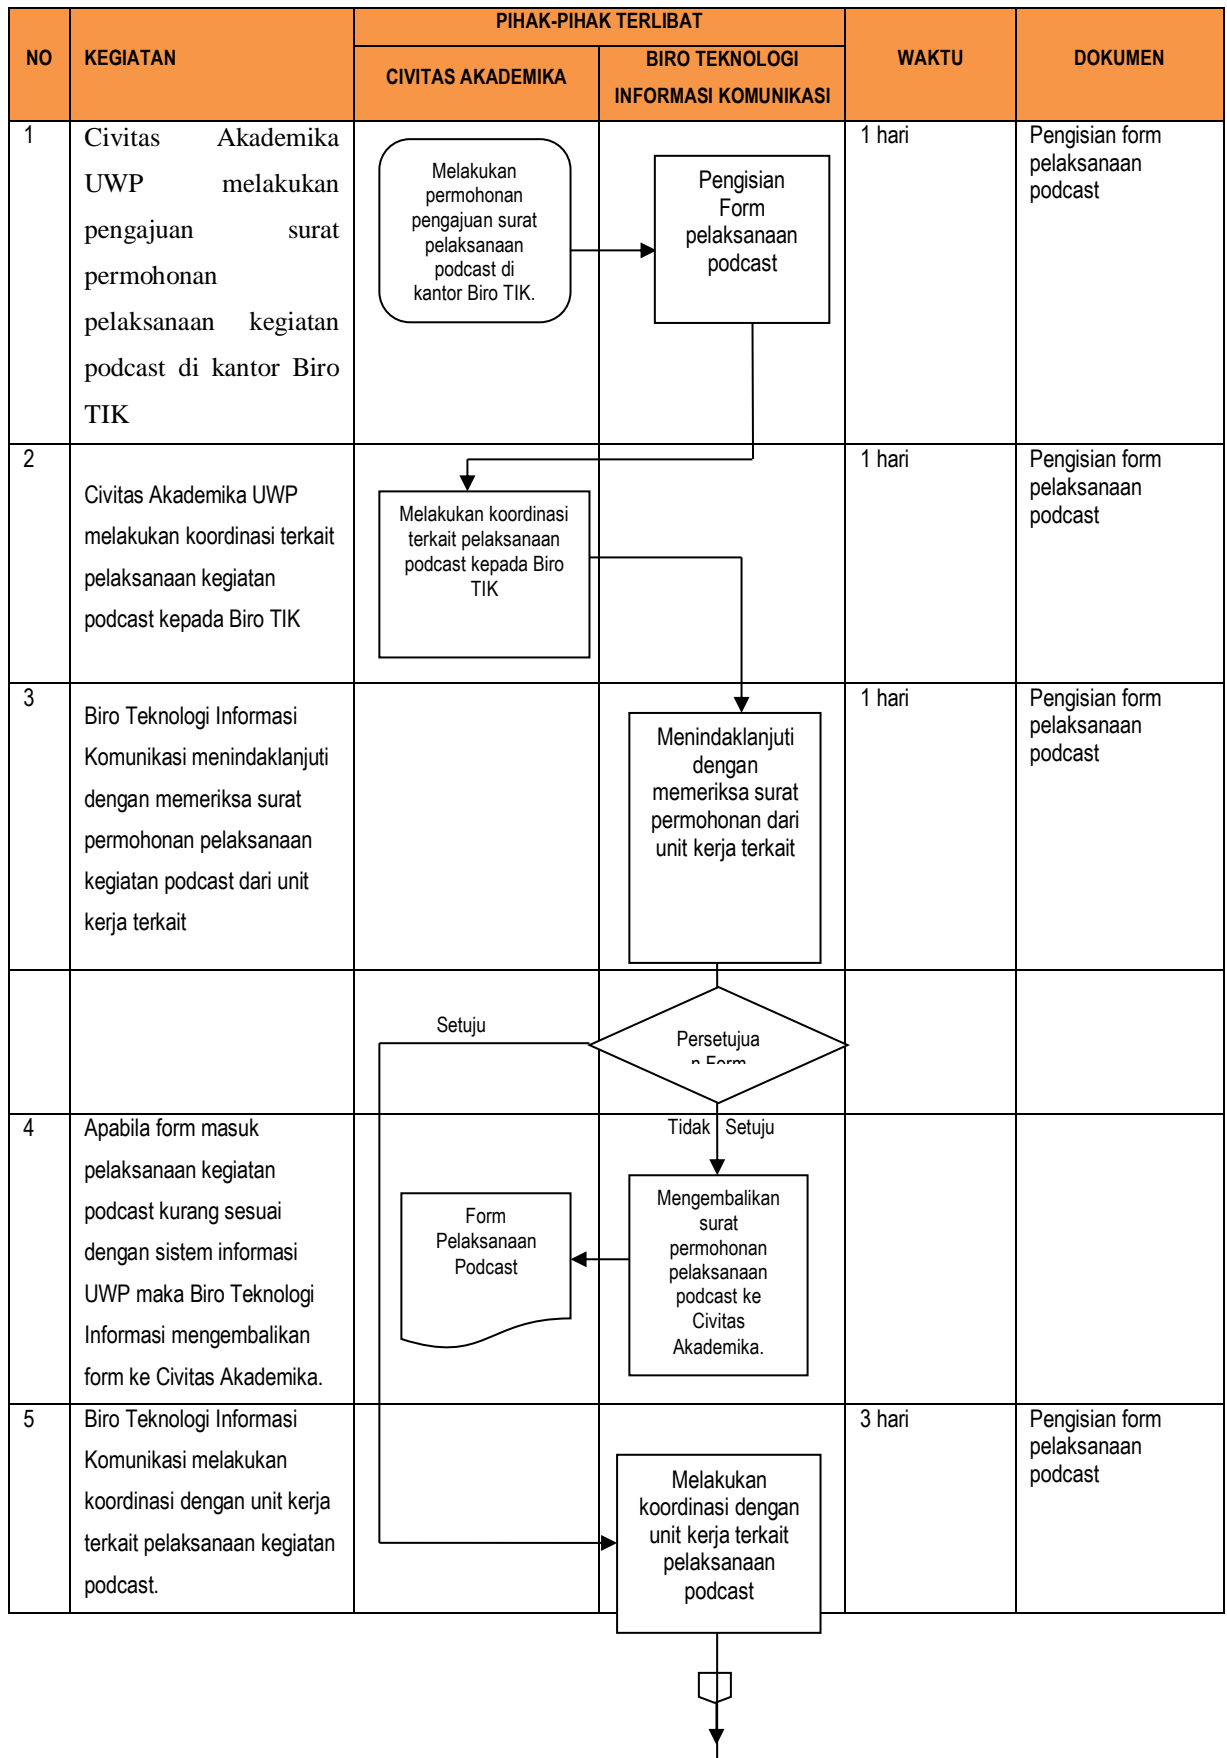 NO
KEGIATAN
PIHAK-PIHAK TERLIBAT
CIVITAS AKADEMIKA
BIRO TEKNOLOGI
INFORMASI KOMUNIKASI
WAKTU
DOKUMEN
1
Civitas Akademika
UWP melakukan
pengajuan surat
permohonan
pelaksanaan kegiatan
podcast di kantor Biro
TIK
Melakukan
permohonan
pengajuan surat
pelaksanaan
podcast di
kantor Biro TIK.
Pengisian
Form
pelaksanaan
podcast
1 hari
Pengisian form
pelaksanaan
podcast
2
Civitas Akademika UWP
melakukan koordinasi terkait
pelaksanaan kegiatan
podcast kepada Biro TIK
Melakukan koordinasi
terkait pelaksanaan
podcast kepada Biro
TIK
1 hari
Pengisian form
pelaksanaan
podcast
3
Biro Teknologi Informasi
Komunikasi menindaklanjuti
dengan memeriksa surat
permohonan pelaksanaan
kegiatan podcast dari unit
kerja terkait
Menindaklanjuti
dengan
memeriksa surat
permohonan dari
unit kerja terkait
1 hari
Pengisian form
pelaksanaan
podcast
Setuju
Persetujua
n Form
4
Apabila form masuk
pelaksanaan kegiatan
podcast kurang sesuai
dengan sistem informasi
UWP maka Biro Teknologi
Informasi mengembalikan
form ke Civitas Akademika.
Form
Pelaksanaan
Podcast
Tidak Setuju
Mengembalikan
surat
permohonan
pelaksanaan
podcast ke
Civitas
Akademika.
5
Biro Teknologi Informasi
Komunikasi melakukan
koordinasi dengan unit kerja
terkait pelaksanaan kegiatan
podcast.
Melakukan
koordinasi dengan
unit kerja terkait
pelaksanaan
podcast
3 hari
Pengisian form
pelaksanaan
podcast